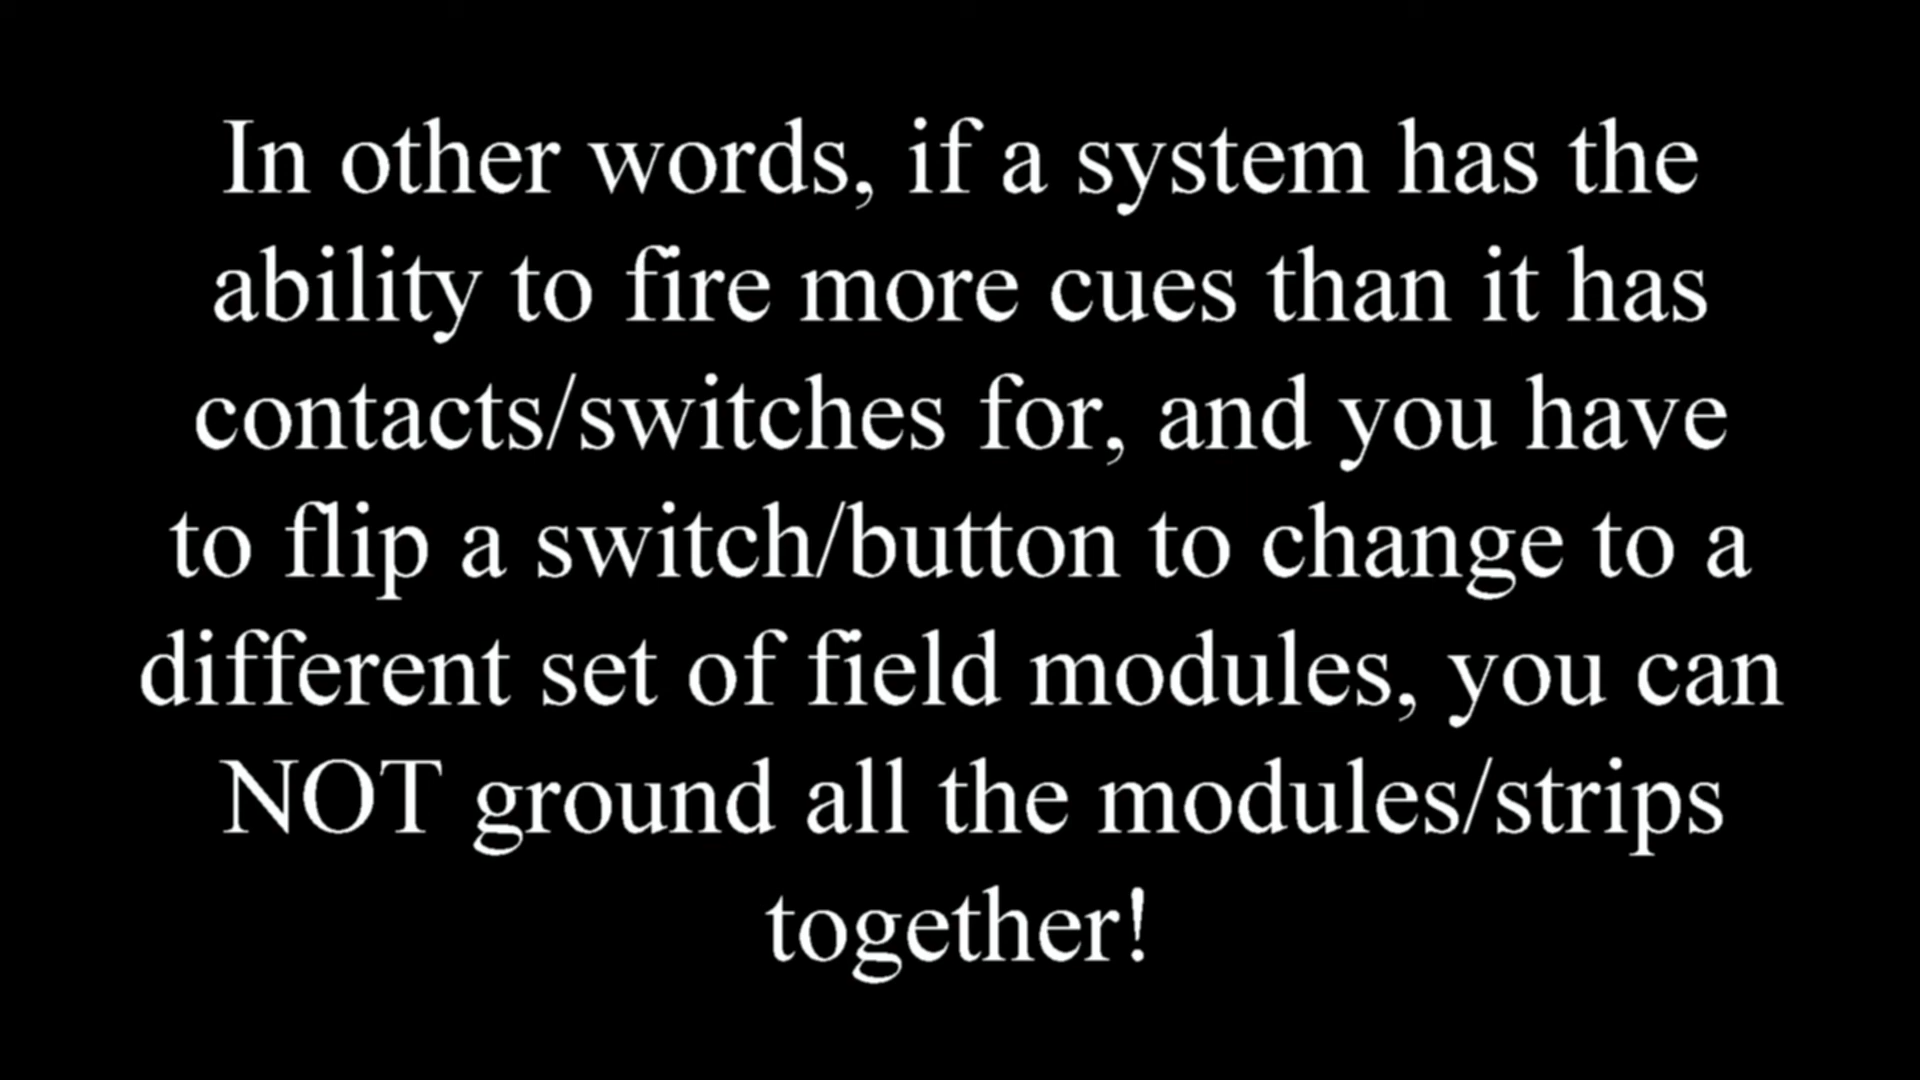 In other words, if a system has the
ability to fire more cues than it has
contacts/switches for, and you have
to flip a switch/button to change to a
different set of field modules, you can
NOT ground all the modules/strips
together!